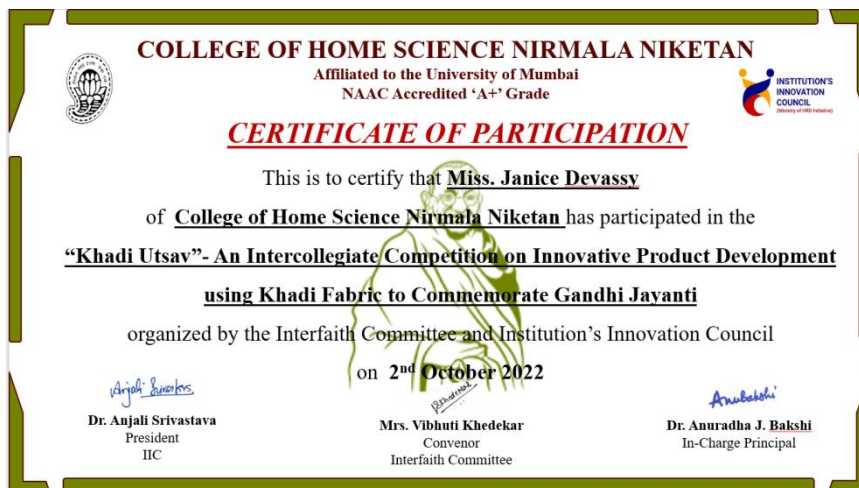 COLLEGE OF HOME SCIENCE NIRMALA NIKETAN
Affiliated to the University of Mumbai
NAAC Accredited ‘A+’ Grade
INSTITUTION'S
INNOVATION
COUNCIL
(Ministry of HRD Initiative)
CERTIFICATE OF PARTICIPATION
This is to certify that Miss. Janice Devassy
of College of Home Science Nirmala Niketan has participated in the
“Khadi Utsav”- An Intercollegiate Competition on Innovative Product Development
using Khadi Fabric to Commemorate Gandhi Jayanti
organized by the Interfaith Committee and Institution’s Innovation Council
on 2nd October 2022
Dr. Anjali Srivastava
President
IIC
Mrs. Vibhuti Khedekar
Convenor
Interfaith Committee
Anubakshi
Dr. Anuradha J. Bakshi
In-Charge Principal